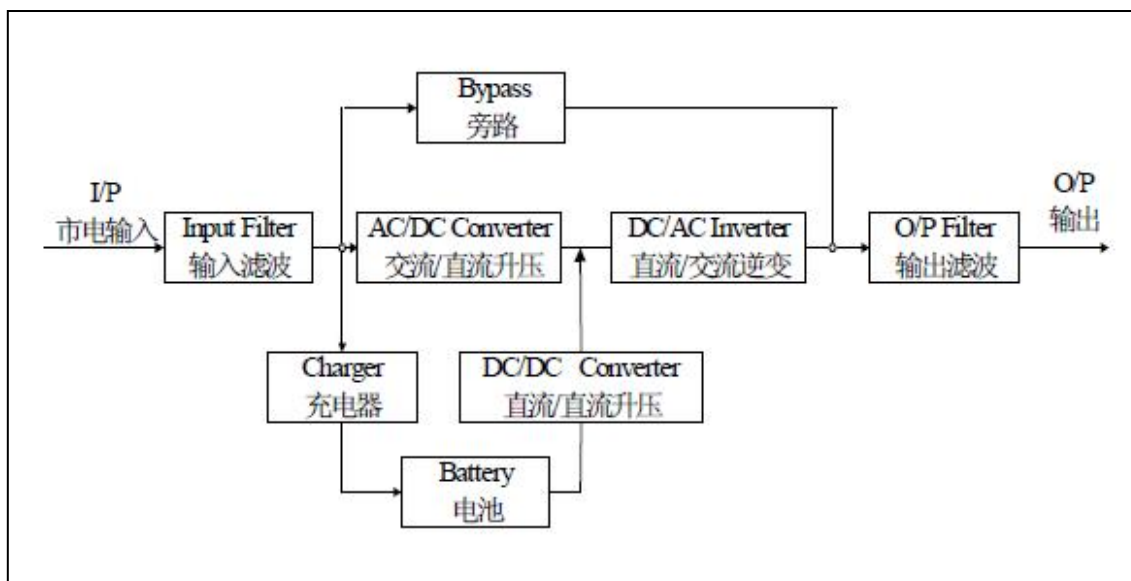 Bypass
旁路
I/P
市电输入
Input Filter
输入滤波
AC/DC Converter
交流/直流升压
DC/AC Inverter
直流/交流逆变
O/P Filter
输出滤波
O/P
输出
Charger
充电器
DC/DC Converter
直流/直流升压
Battery
电池